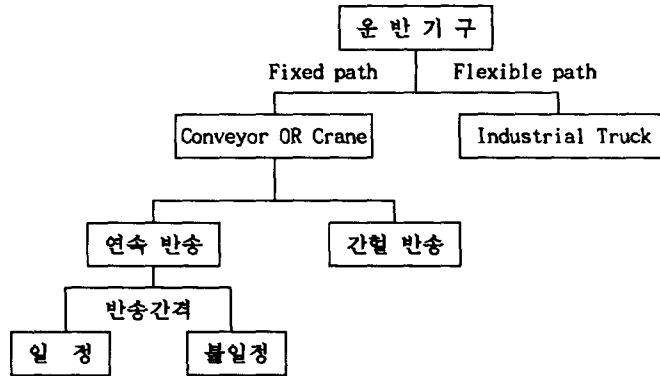 운 반 기 구
Fixed path Flexible path
Conveyor OR Crane Industrial Truck
연속 반송 간헐 반송
반송간격
일 정 불일정